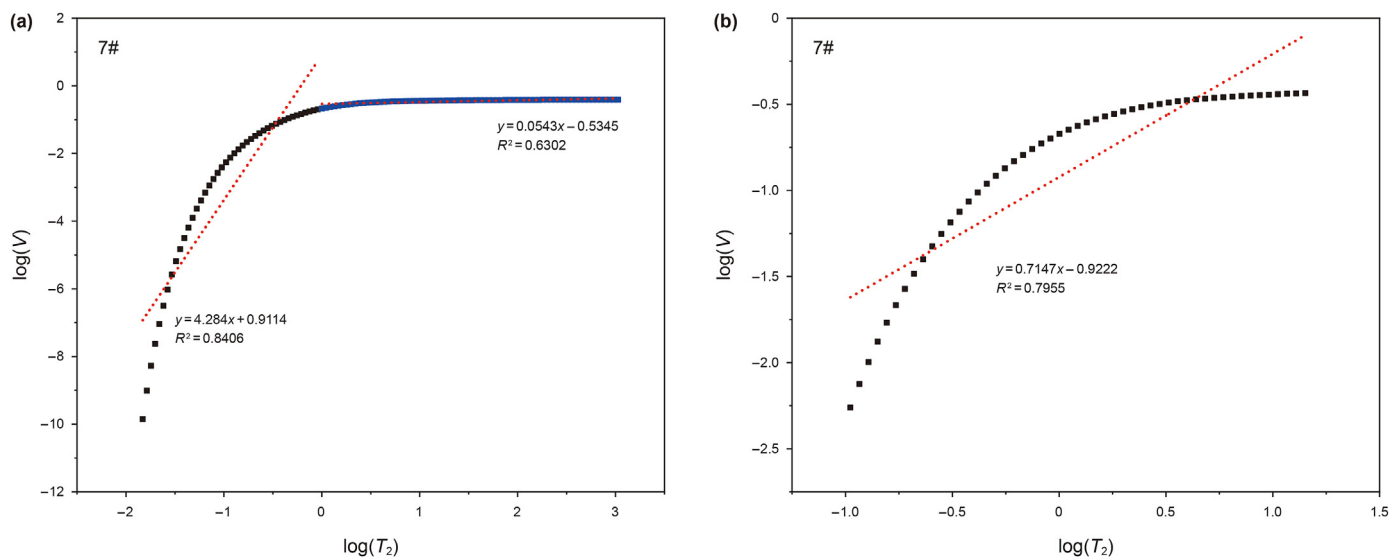 (a)
7#
2
0
–2
–4
–6
–8
–10
–12
log(V)
y = 0.0543x – 0.5345
R² = 0.6302
y = 4.284x + 0.9114
R² = 0.8406
–2
–1
0
1
2
3
log(T₂)
(b)
7#
0
–0.5
–1.0
–1.5
–2.0
–2.5
log(V)
y = 0.7147x – 0.9222
R² = 0.7955
–1.0
–0.5
0
0.5
1.0
1.5
log(T₂)